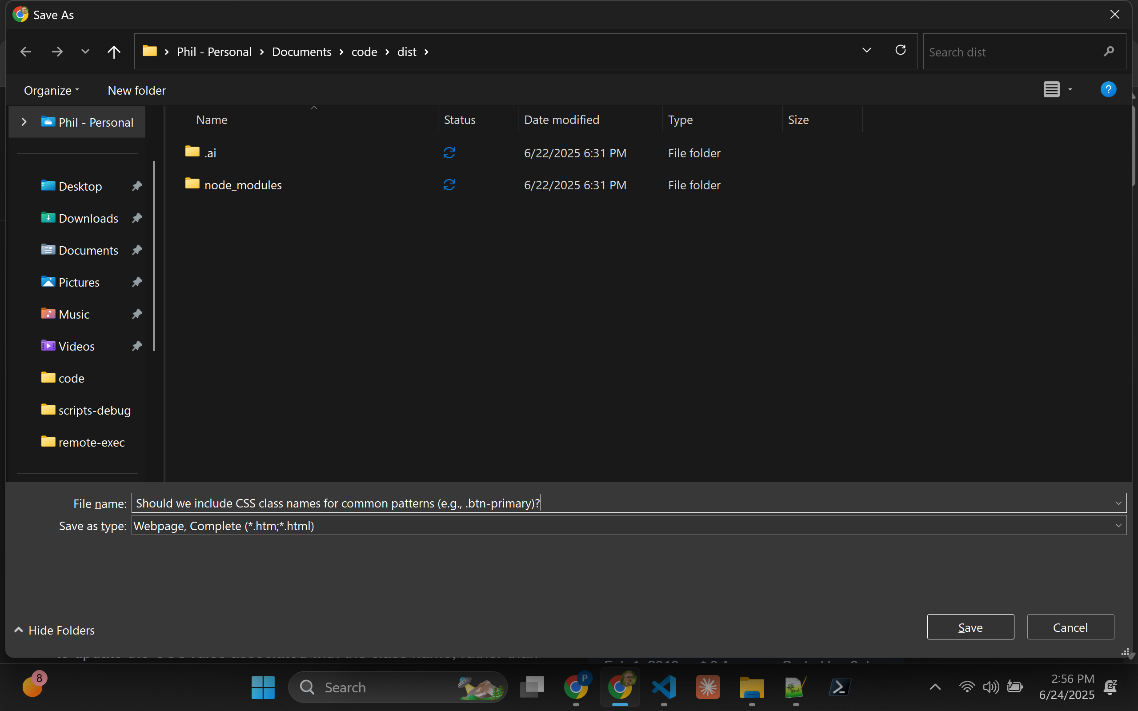 Save As
Phil - Personal > Documents > code > dist >
Search dist
Organize
New folder
?
Phil - Personal
Name Status Date modified Type Size
.ai 6/22/2025 6:31 PM File folder
node_modules 6/22/2025 6:31 PM File folder
Desktop
Downloads
Documents
Pictures
Music
Videos
code
scripts-debug
remote-exec
File name: Should we include CSS class names for common patterns (e.g., .btn-primary)?
Save as type: Webpage, Complete (*.htm;*.html)
Hide Folders
Save
Cancel
8
Search
P
2:56 PM
6/24/2025